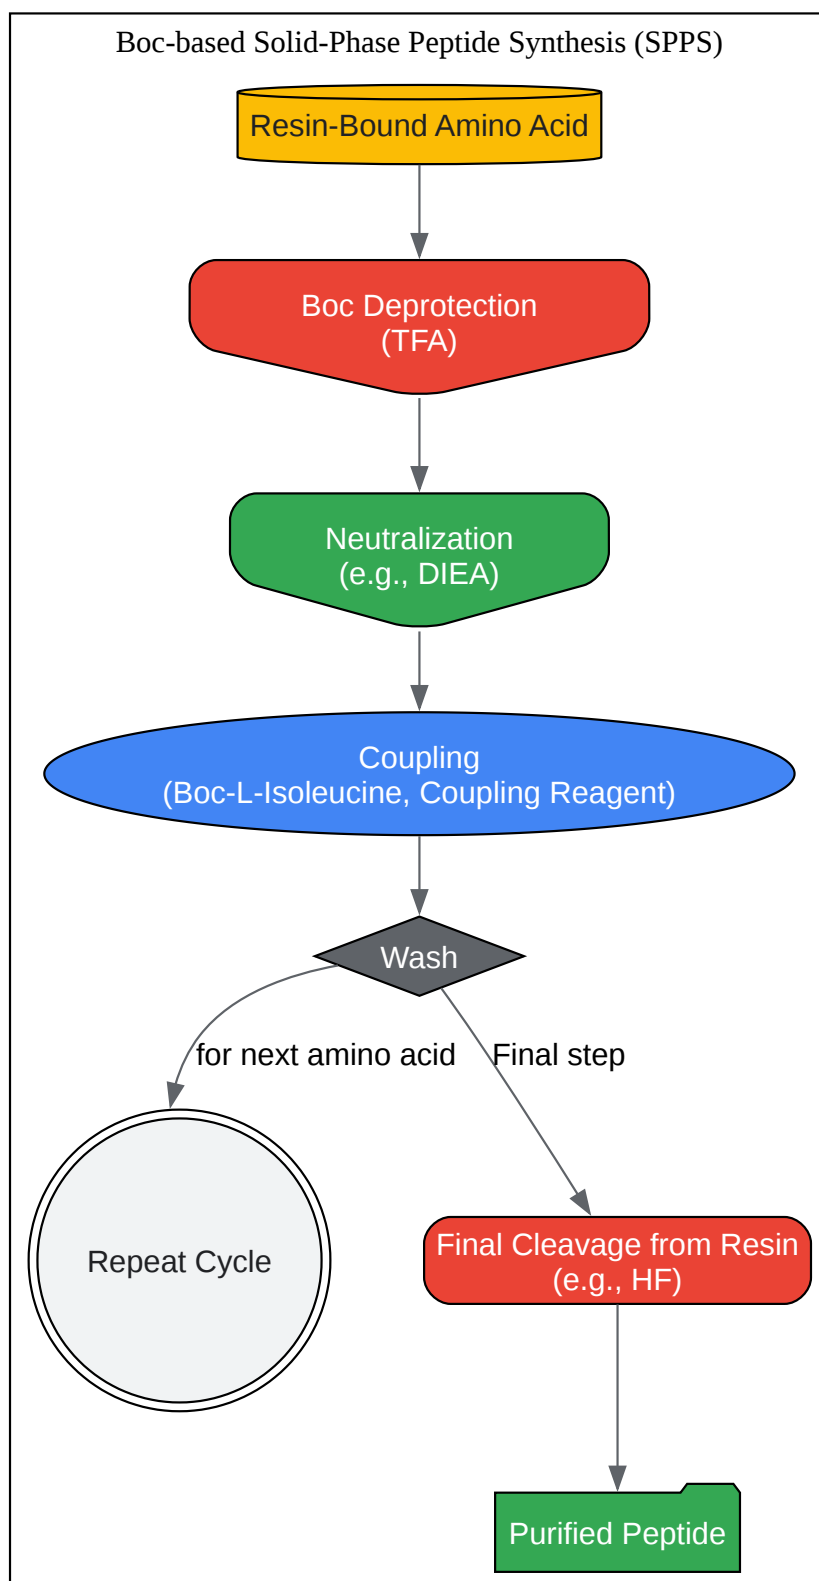 Boc-based Solid-Phase Peptide Synthesis (SPPS)
Resin-Bound Amino Acid
Boc Deprotection
(TFA)
Neutralization
(e.g., DIEA)
Coupling
(Boc-L-Isoleucine, Coupling Reagent)
Wash
for next amino acid
Final step
Repeat Cycle
Final Cleavage from Resin
(e.g., HF)
Purified Peptide